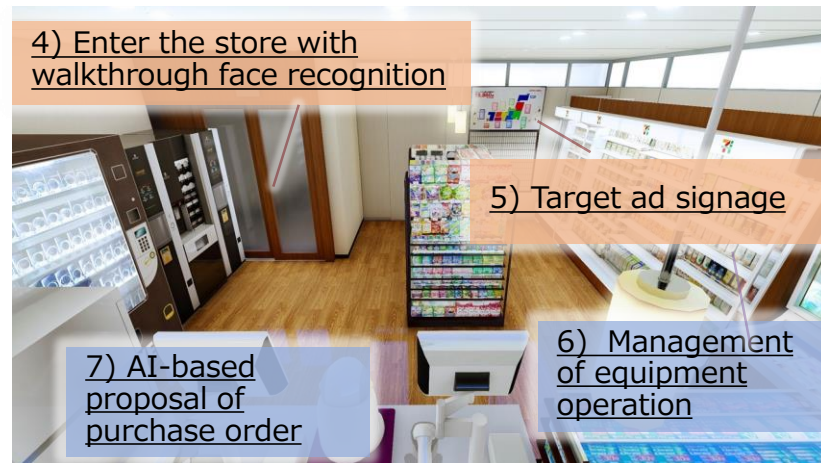 4) Enter the store with
walkthrough face recognition
5) Target ad signage
6) Management
of equipment
operation
7) AI-based
proposal of
purchase order